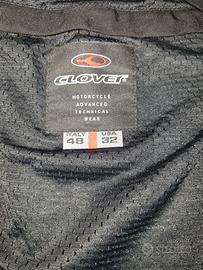 CLOVER
MOTORCYCLE
ADVANCED
TECHNICAL
WEAR
ITALY USA
48 32